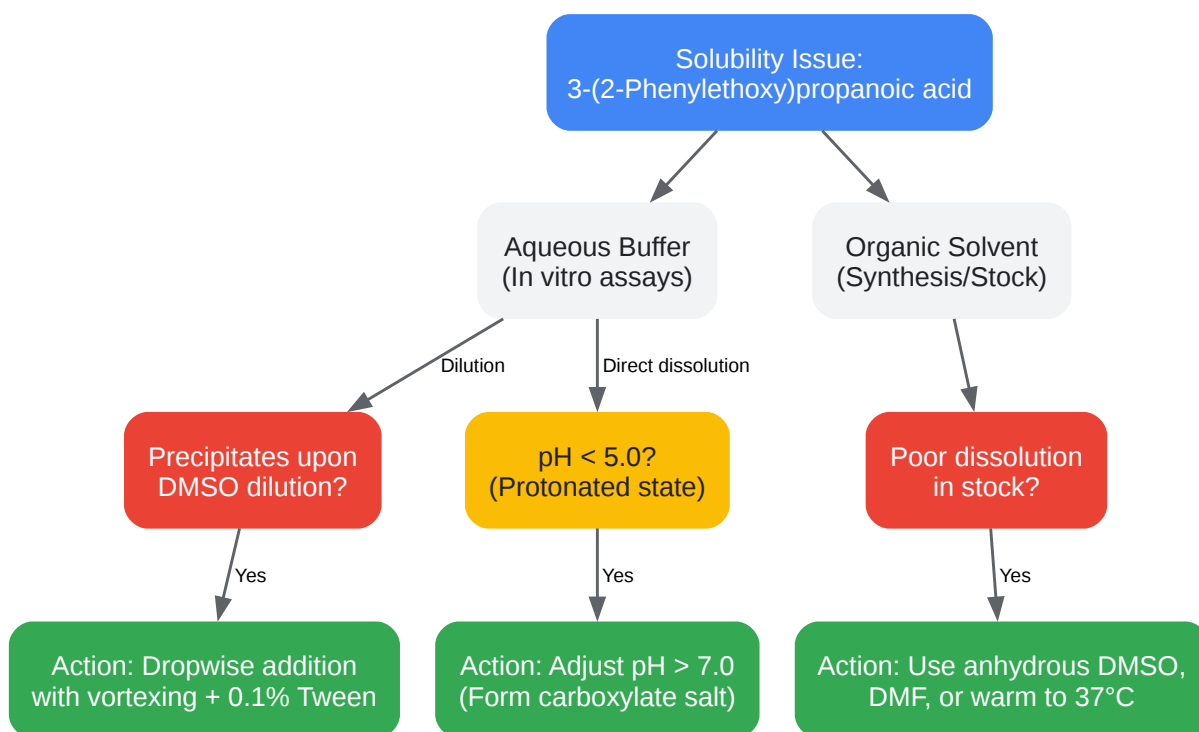 Solubility Issue:
3-(2-Phenylethoxy)propanoic acid
Aqueous Buffer
(In vitro assays)
Organic Solvent
(Synthesis/Stock)
Dilution
Direct dissolution
Precipitates upon
DMSO dilution?
pH < 5.0?
(Protonated state)
Poor dissolution
in stock?
Yes
Yes
Yes
Action: Dropwise addition
with vortexing + 0.1% Tween
Action: Adjust pH > 7.0
(Form carboxylate salt)
Action: Use anhydrous DMSO,
DMF, or warm to 37°C